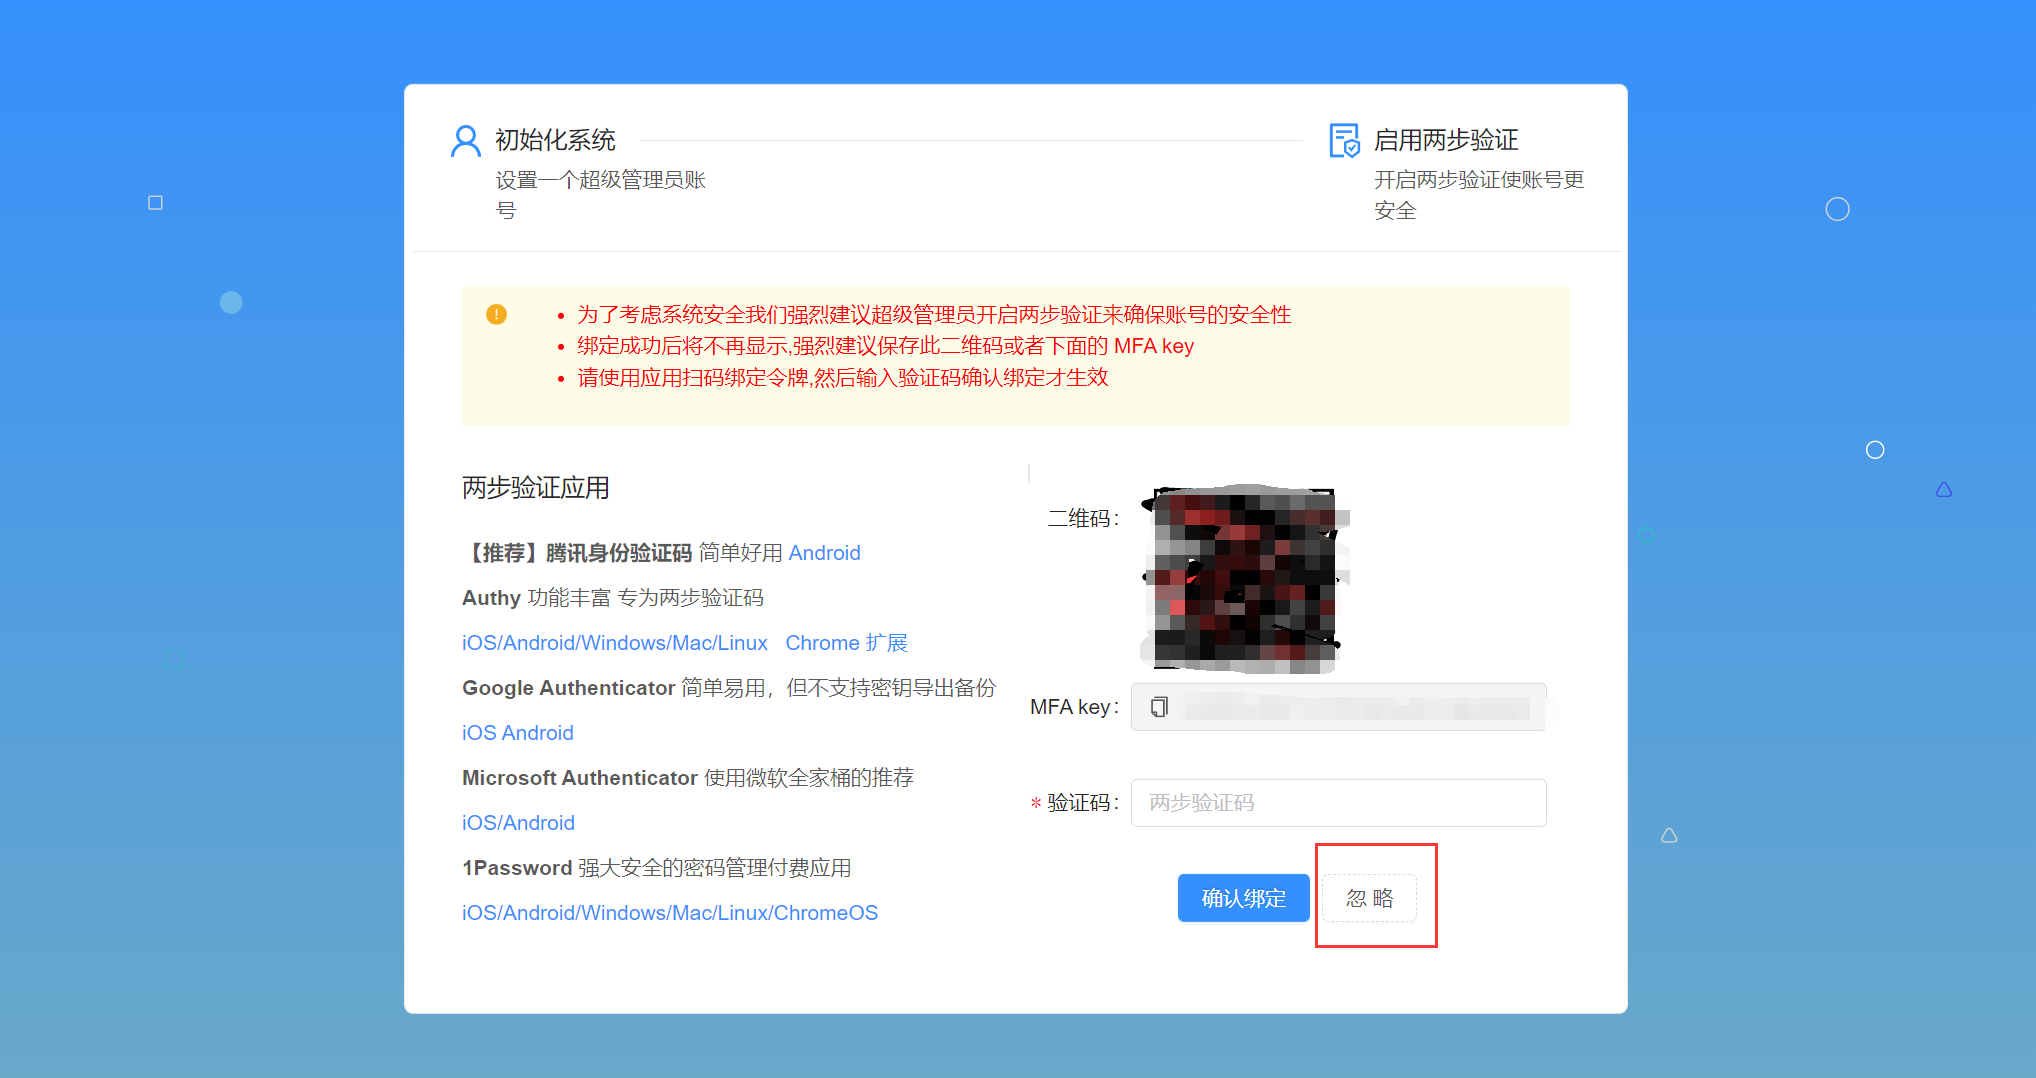 初始化系统
设置一个超级管理员账
号
启用两步验证
开启两步验证使账号更
安全
为了考虑系统安全我们强烈建议超级管理员开启两步验证来确保账号的安全性
绑定成功后将不再显示,强烈建议保存此二维码或者下面的 MFA key
请使用应用扫码绑定令牌,然后输入验证码确认绑定才生效
两步验证应用
【推荐】腾讯身份验证码 简单好用 Android
Authy 功能丰富 专为两步验证码
iOS/Android/Windows/Mac/Linux Chrome 扩展
Google Authenticator 简单易用，但不支持密钥导出备份
iOS Android
Microsoft Authenticator 使用微软全家桶的推荐
iOS/Android
1Password 强大安全的密码管理付费应用
iOS/Android/Windows/Mac/Linux/ChromeOS
二维码:
MFA key:
* 验证码:
两步验证码
确认绑定
忽 略